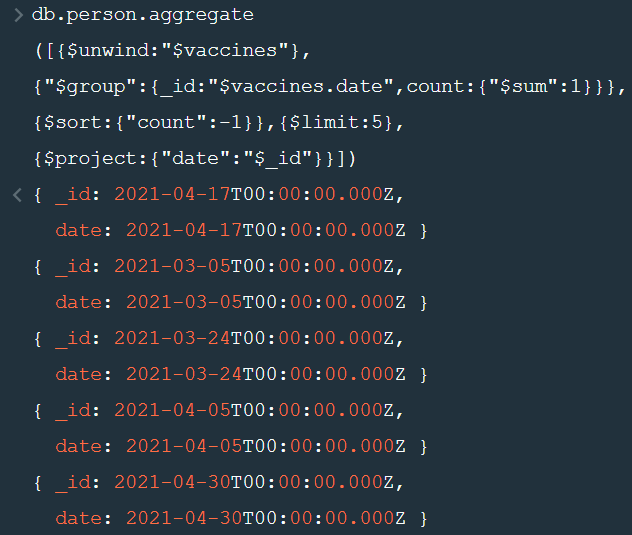 > db.person.aggregate
([{$unwind:"$vaccines"},
{"$group":{_id:"$vaccines.date",count:{"$sum":1}}},
{$sort:{"count":-1}},{$limit:5},
{$project:{"date":"$_id"}}])
< { _id: 2021-04-17T00:00:00.000Z,
date: 2021-04-17T00:00:00.000Z }
{ _id: 2021-03-05T00:00:00.000Z,
date: 2021-03-05T00:00:00.000Z }
{ _id: 2021-03-24T00:00:00.000Z,
date: 2021-03-24T00:00:00.000Z }
{ _id: 2021-04-05T00:00:00.000Z,
date: 2021-04-05T00:00:00.000Z }
{ _id: 2021-04-30T00:00:00.000Z,
date: 2021-04-30T00:00:00.000Z }